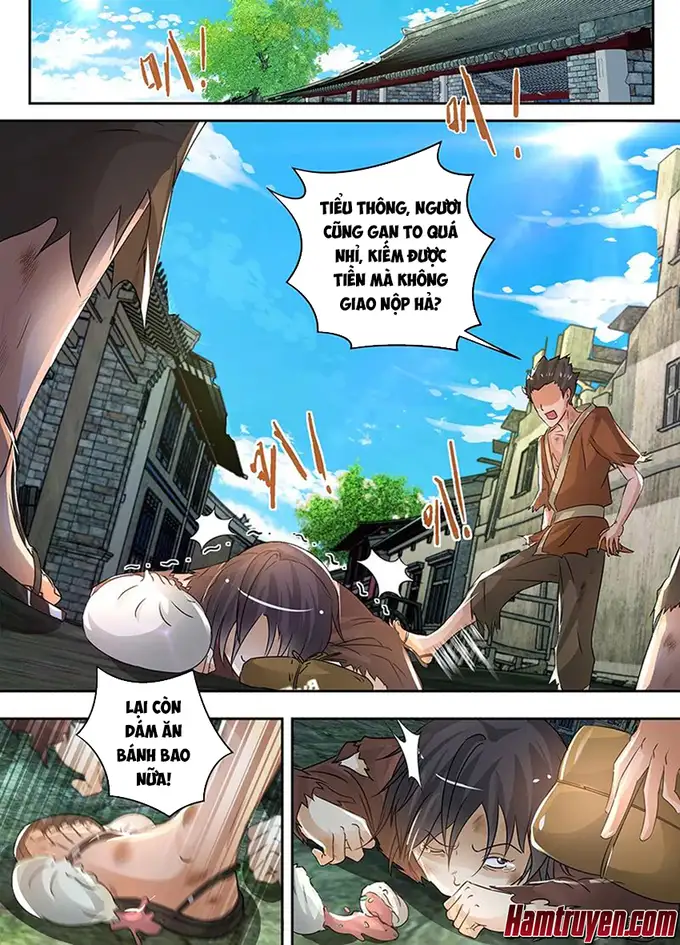 TIỂU THÔNG, NGƯƠI
CŨNG GAN TO QUÁ
NHỈ, KIẾM ĐƯỢC
TIỀN MÀ KHÔNG
GIAO NỘP HẢ?
LẠI CÒN
DÁM ĂN
BÁNH BAO
NỮA!
Hamtruyen.com